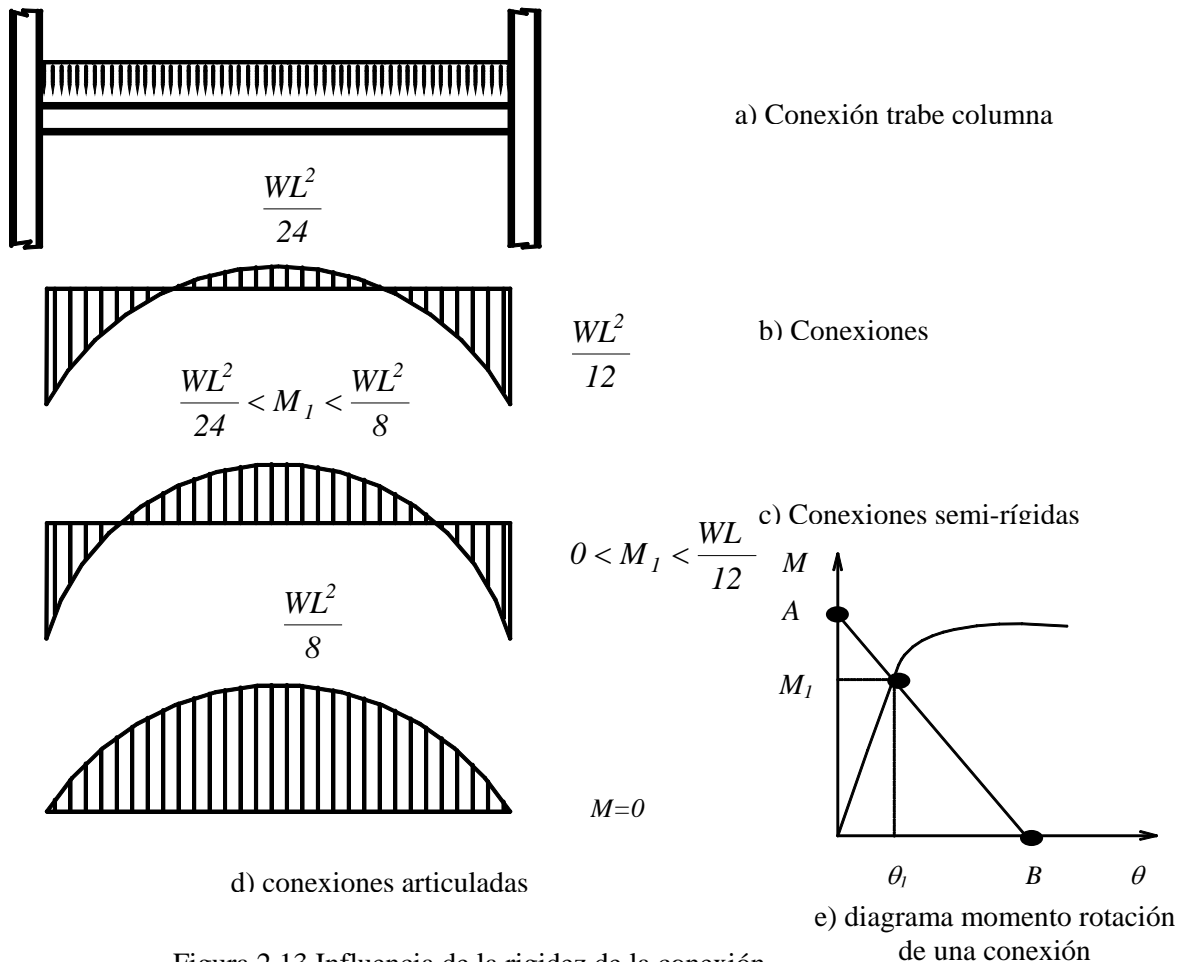 a) Conexión trabe columna
WL²/24
b) Conexiones
WL²/12
WL²/24 < M₁ < WL²/8
c) Conexiones semi-rígidas
0 < M₁ < WL/12
WL²/8
M=0
d) conexiones articuladas
M
A
M₁
θ₁ B θ
e) diagrama momento rotación
de una conexión
Figura 2.13 Influencia de la rigidez de la conexión